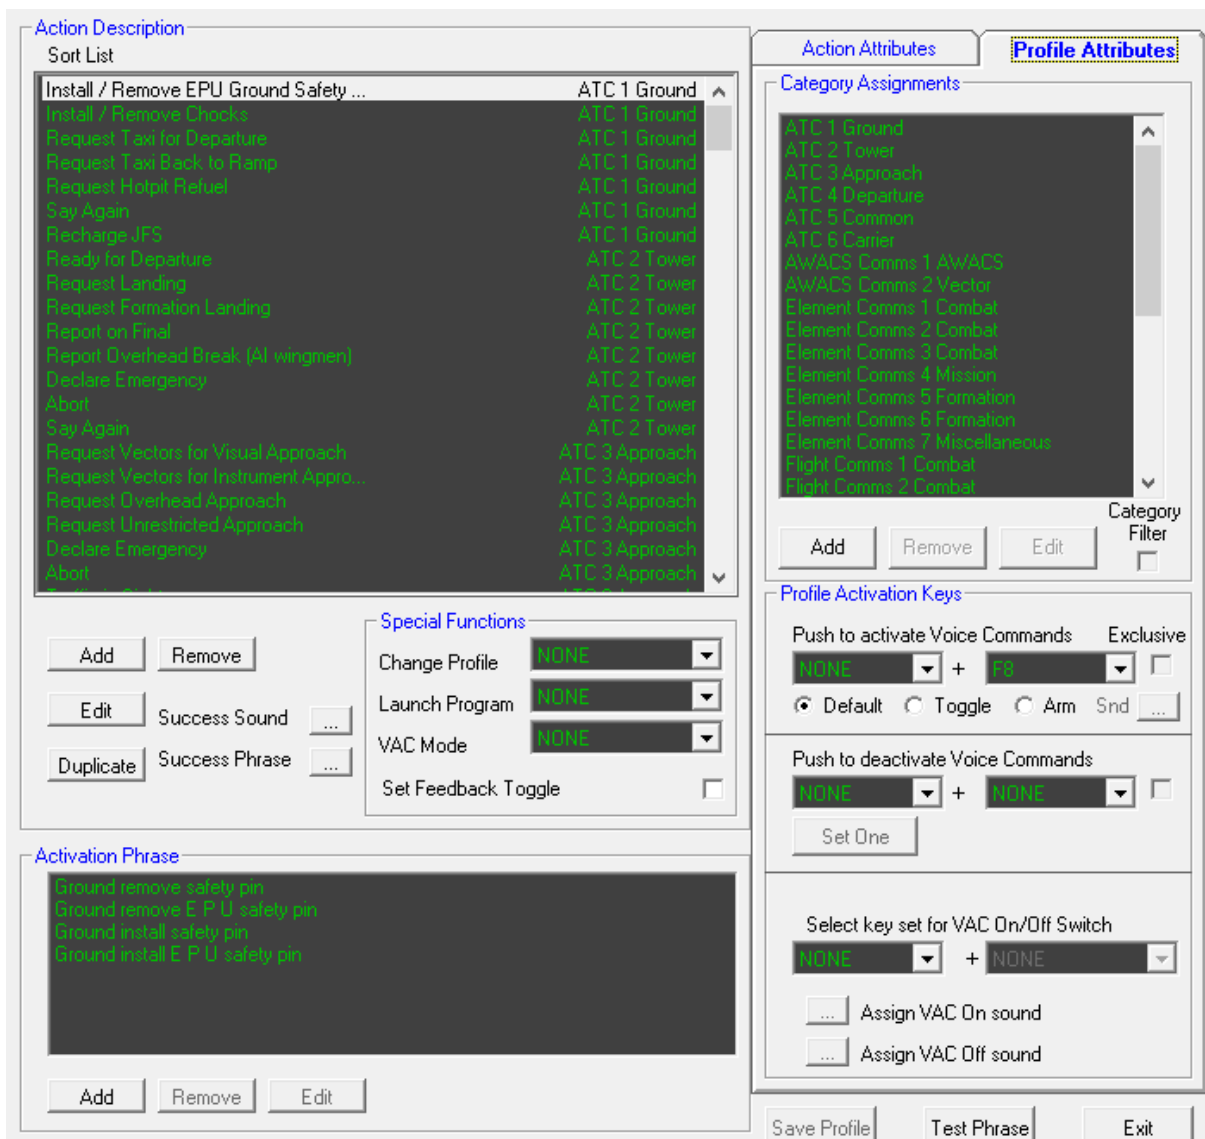 Action Description
Sort List
Install / Remove EPU Ground Safety ... ATC 1 Ground
Install / Remove Chocks ATC 1 Ground
Request Taxi for Departure ATC 1 Ground
Request Taxi Back to Ramp ATC 1 Ground
Request Hotpit Refuel ATC 1 Ground
Say Again ATC 1 Ground
Recharge JFS ATC 1 Ground
Ready for Departure ATC 2 Tower
Request Landing ATC 2 Tower
Request Formation Landing ATC 2 Tower
Report on Final ATC 2 Tower
Report Overhead Break (AI wingmen) ATC 2 Tower
Declare Emergency ATC 2 Tower
Abort ATC 2 Tower
Say Again ATC 2 Tower
Request Vectors for Visual Approach ATC 3 Approach
Request Vectors for Instrument Appro... ATC 3 Approach
Request Overhead Approach ATC 3 Approach
Request Unrestricted Approach ATC 3 Approach
Declare Emergency ATC 3 Approach
Abort ATC 3 Approach
Add Remove
Edit Success Sound ...
Duplicate Success Phrase ...
Special Functions
Change Profile NONE
Launch Program NONE
VAC Mode NONE
Set Feedback Toggle
Activation Phrase
Ground remove safety pin
Ground remove E P U safety pin
Ground install safety pin
Ground install E P U safety pin
Add Remove Edit
Action Attributes Profile Attributes
Category Assignments
ATC 1 Ground
ATC 2 Tower
ATC 3 Approach
ATC 4 Departure
ATC 5 Common
ATC 6 Carrier
AWACS Comms 1 AWACS
AWACS Comms 2 Vector
Element Comms 1 Combat
Element Comms 2 Combat
Element Comms 3 Combat
Element Comms 4 Mission
Element Comms 5 Formation
Element Comms 6 Formation
Element Comms 7 Miscellaneous
Flight Comms 1 Combat
Flight Comms 2 Combat
Category
Filter
Add Remove Edit
Profile Activation Keys
Push to activate Voice Commands Exclusive
NONE + F8
Default Toggle Arm Snd ...
Push to deactivate Voice Commands
NONE + NONE
Set One
Select key set for VAC On/Off Switch
NONE + NONE
... Assign VAC On sound
... Assign VAC Off sound
Save Profile Test Phrase Exit